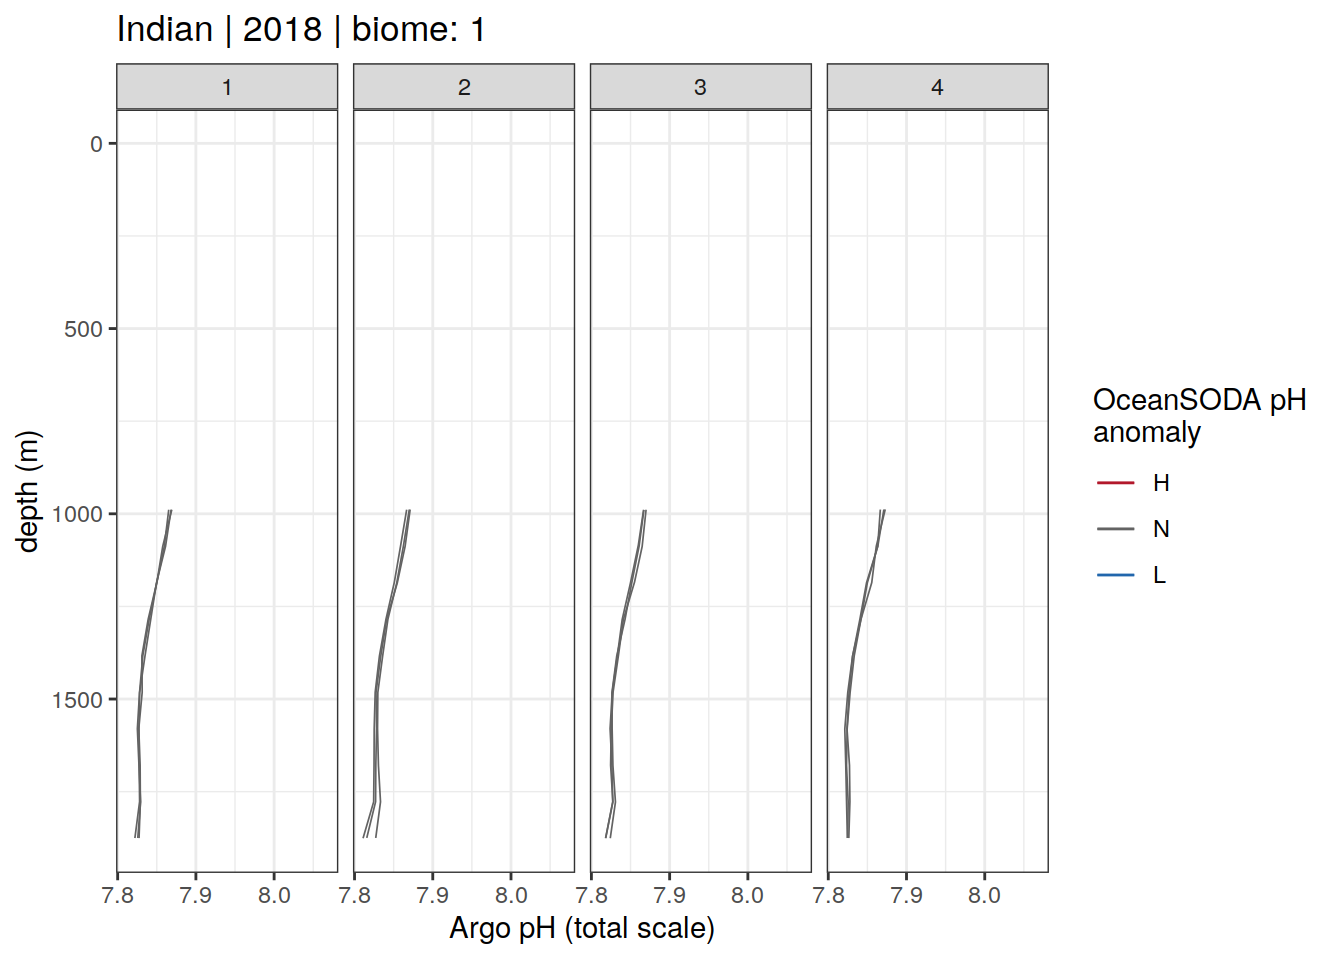 Indian | 2018 | biome: 1
1 2 3 4
0
500
1000
1500
depth (m)
7.8 7.9 8.0 7.8 7.9 8.0 7.8 7.9 8.0 7.8 7.9 8.0
Argo pH (total scale)
OceanSODA pH
anomaly
H
N
L